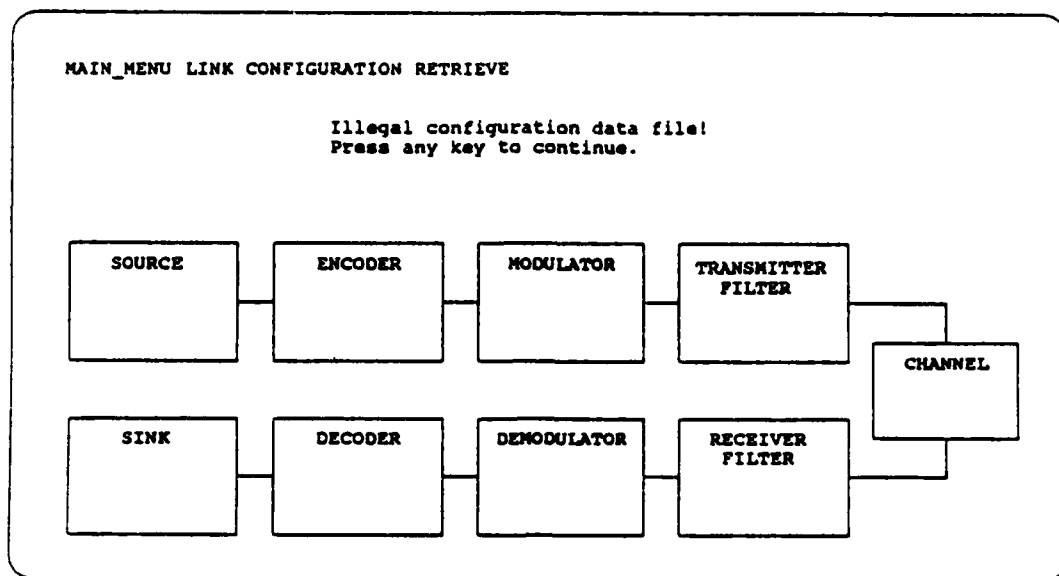 MAIN_MENU LINK CONFIGURATION RETRIEVE
Illegal configuration data file!
Press any key to continue.
SOURCE
ENCODER
MODULATOR
TRANSMITTER
FILTER
CHANNEL
SINK
DECODER
DEMODULATOR
RECEIVER
FILTER